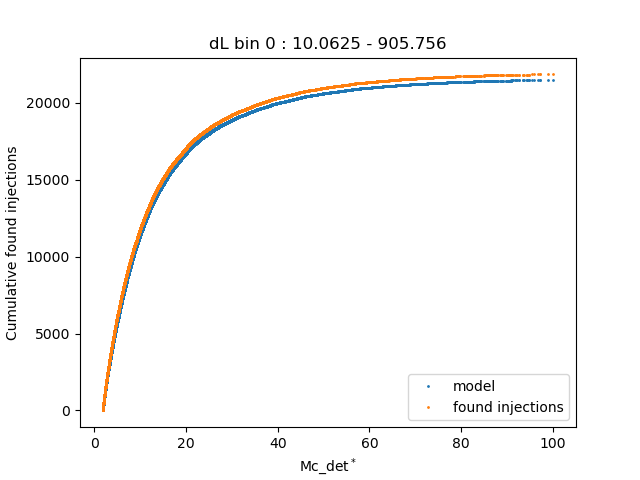 dL bin 0 : 10.0625 - 905.756
Cumulative found injections
20000
15000
10000
5000
0
model
found injections
0
20
40
60
80
100
Mc_det*